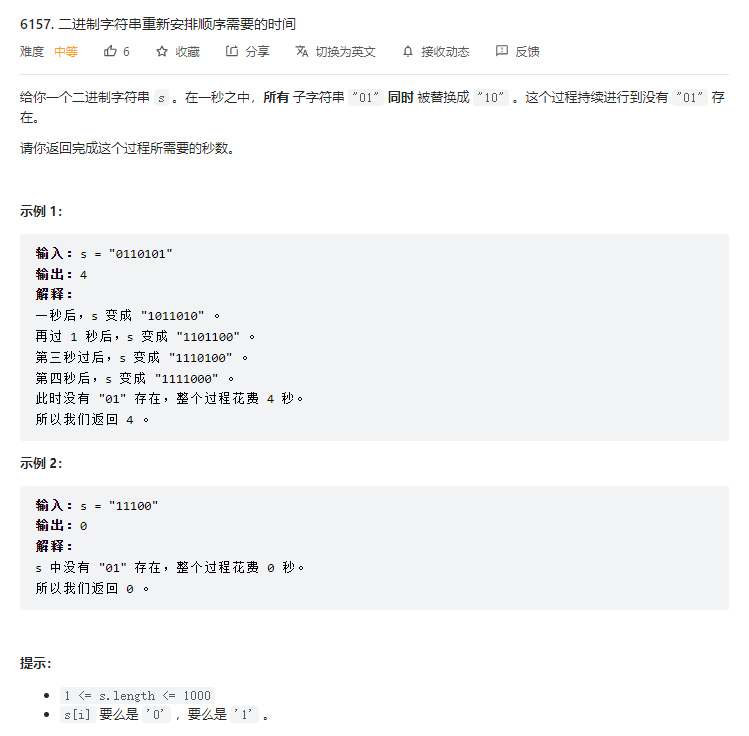 6157. 二进制字符串重新安排顺序需要的时间
难度 中等 6 收藏 分享 切换为英文 接收动态 反馈
给你一个二进制字符串 s 。在一秒之中，所有 子字符串 "01" 同时 被替换成 "10" 。这个过程持续进行到没有 "01" 存
在。
请你返回完成这个过程所需要的秒数。
示例 1：
输入：s = "0110101"
输出：4
解释：
一秒后，s 变成 "1011010" 。
再过 1 秒后，s 变成 "1101100" 。
第三秒过后，s 变成 "1110100" 。
第四秒后，s 变成 "1111000" 。
此时没有 "01" 存在，整个过程花费 4 秒。
所以我们返回 4 。
示例 2：
输入：s = "11100"
输出：0
解释：
s 中没有 "01" 存在，整个过程花费 0 秒。
所以我们返回 0 。
提示：
• 1 <= s.length <= 1000
• s[i] 要么是 '0' ，要么是 '1' 。